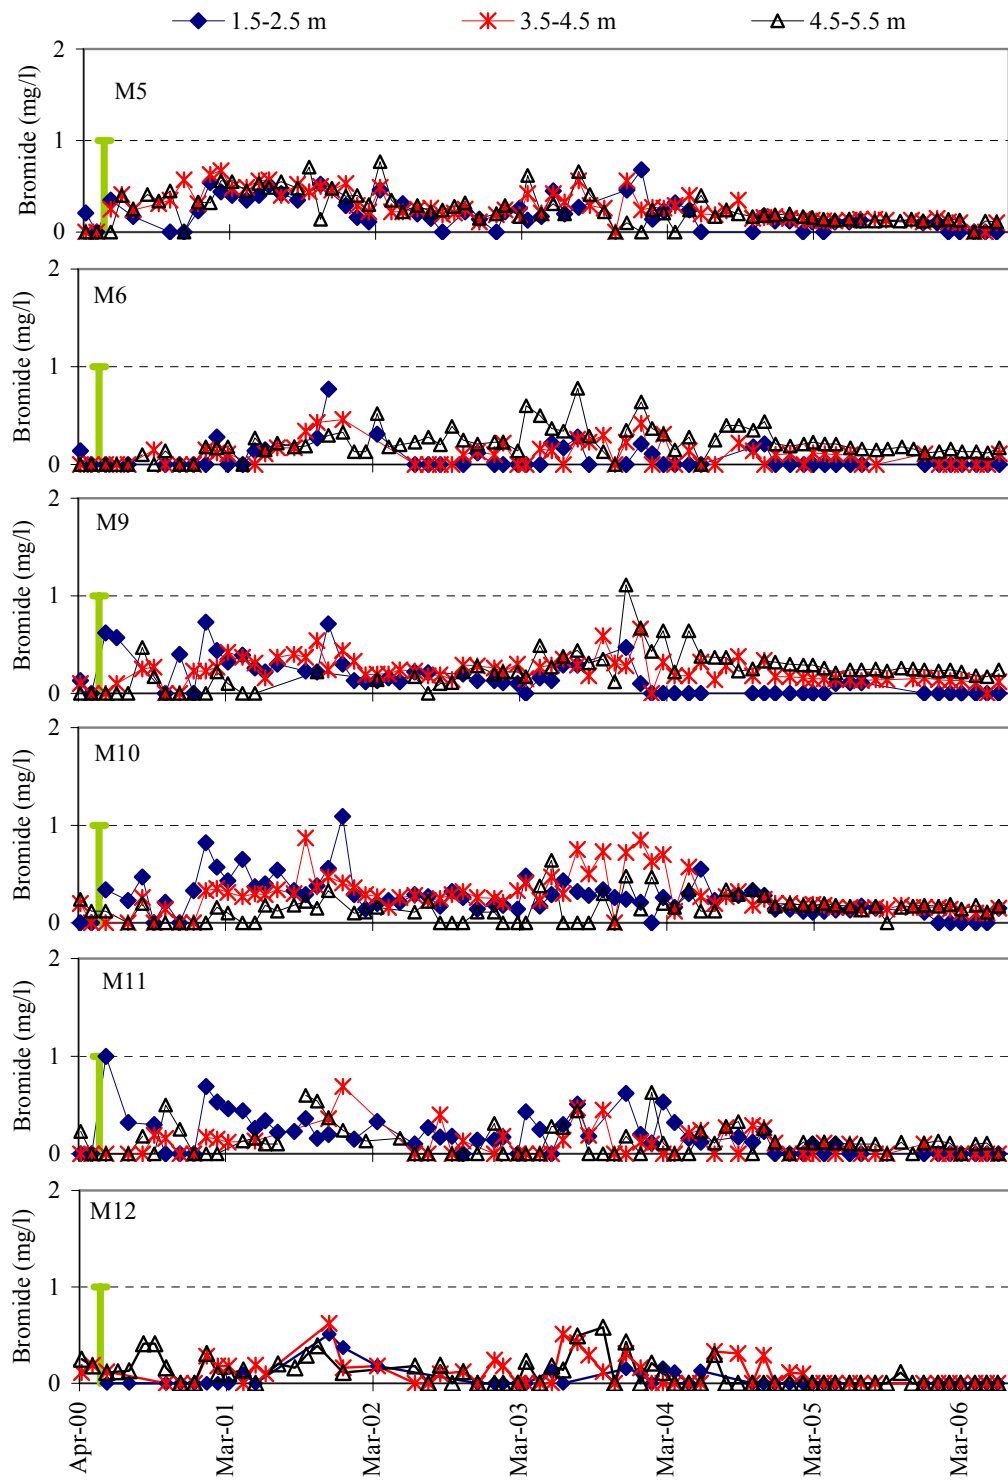 1.5-2.5 m 3.5-4.5 m 4.5-5.5 m
2
M5
1
0
Bromide (mg/l)
2
M6
1
0
Bromide (mg/l)
2
M9
1
0
Bromide (mg/l)
2
M10
1
0
Bromide (mg/l)
2
M11
1
0
Bromide (mg/l)
2
M12
1
0
Bromide (mg/l)
Apr-00 Mar-01 Mar-02 Mar-03 Mar-04 Mar-05 Mar-06